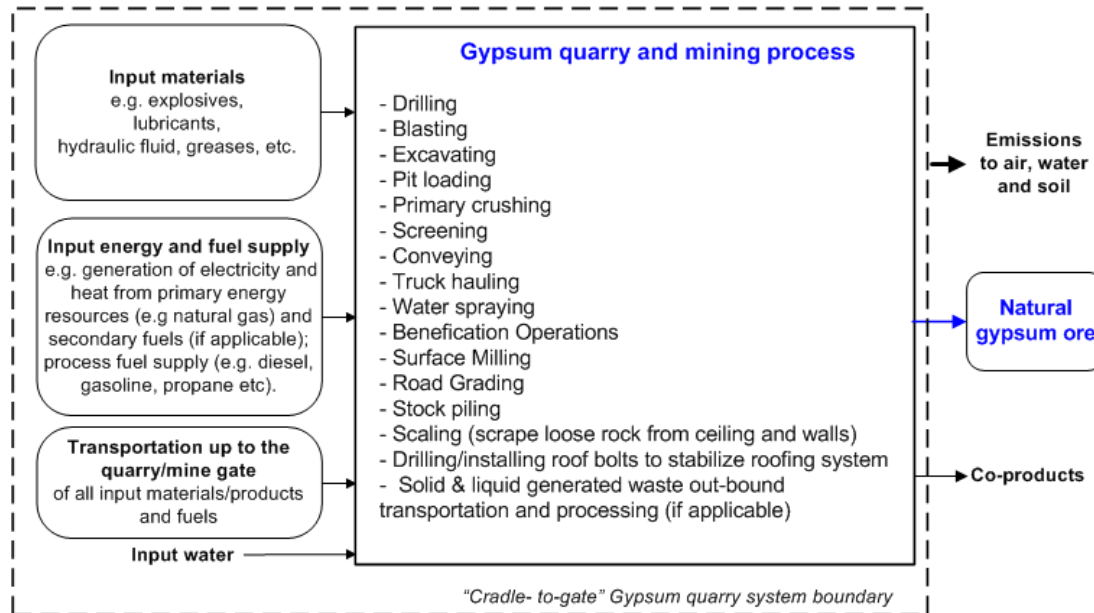 Input materials
e.g. explosives,
lubricants,
hydraulic fluid, greases, etc.
Input energy and fuel supply
e.g. generation of electricity and
heat from primary energy
resources (e.g natural gas) and
secondary fuels (if applicable);
process fuel supply (e.g. diesel,
gasoline, propane etc).
Transportation up to the
quarry/mine gate
of all input materials/products
and fuels
Input water
Gypsum quarry and mining process
- Drilling
- Blasting
- Excavating
- Pit loading
- Primary crushing
- Screening
- Conveying
- Truck hauling
- Water spraying
- Benefication Operations
- Surface Milling
- Road Grading
- Stock piling
- Scaling (scrape loose rock from ceiling and walls)
- Drilling/installing roof bolts to stabilize roofing system
- Solid & liquid generated waste out-bound
transportation and processing (if applicable)
Emissions
to air, water
and soil
Natural
gypsum ore
Co-products
"Cradle- to-gate" Gypsum quarry system boundary